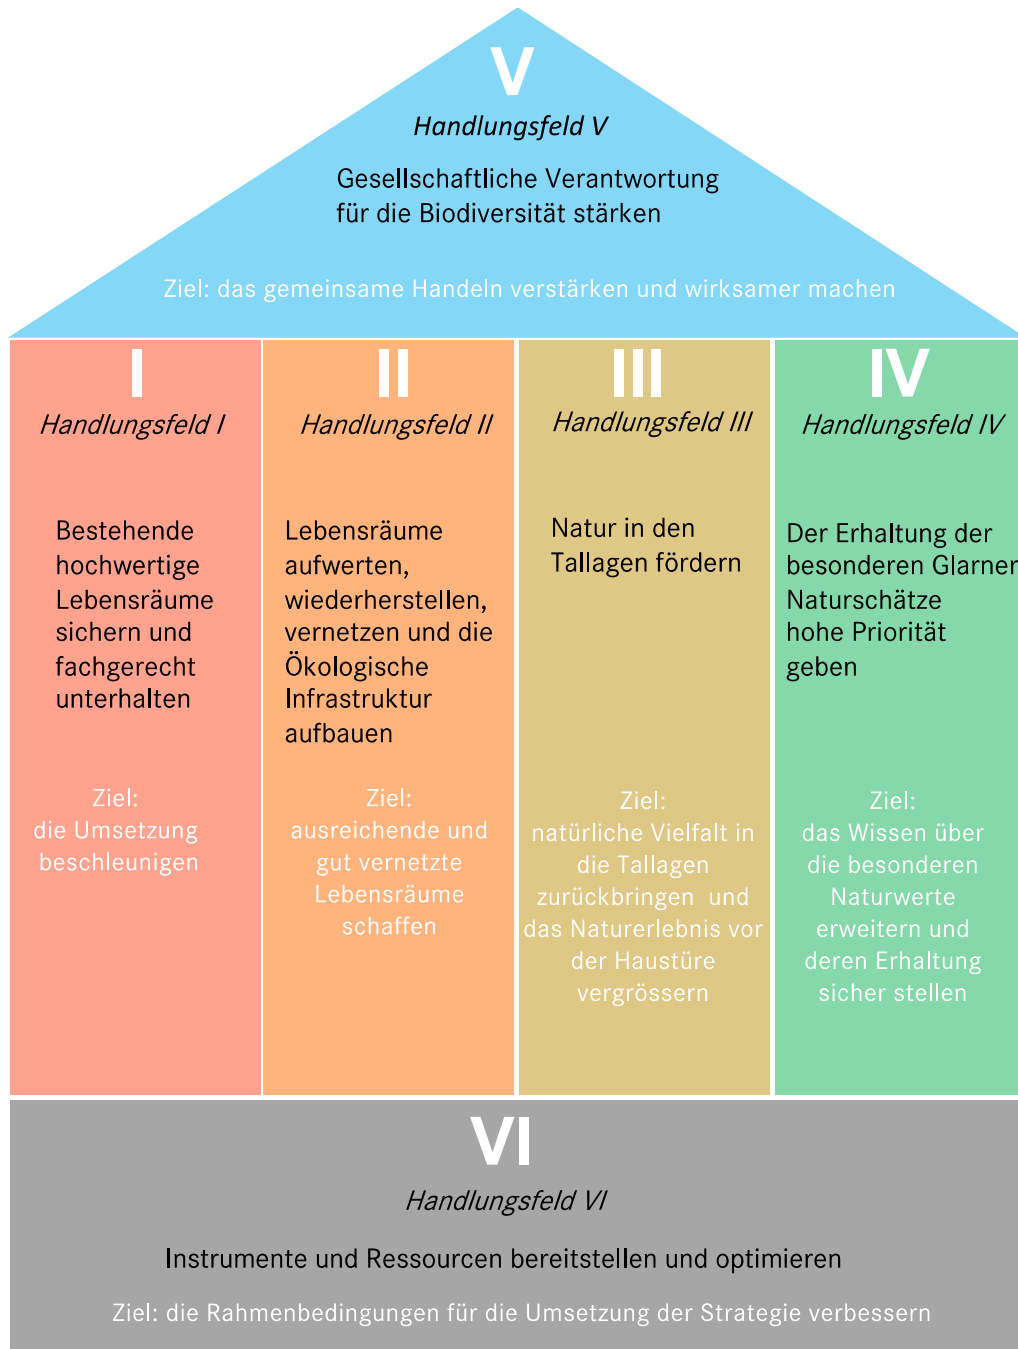 V
Handlungsfeld V
Gesellschaftliche Verantwortung
für die Biodiversität stärken
Ziel: das gemeinsame Handeln verstärken und wirksamer machen
I
Handlungsfeld I
Bestehende
hochwertige
Lebensräume
sichern und
fachgerecht
unterhalten
Ziel:
die Umsetzung
beschleunigen
II
Handlungsfeld II
Lebensräume
aufwerten,
wiederherstellen,
vernetzen und die
Ökologische
Infrastruktur
aufbauen
Ziel:
ausreichende und
gut vernetzte
Lebensräume
schaffen
III
Handlungsfeld III
Natur in den
Tallagen fördern
Ziel:
natürliche Vielfalt in
die Tallagen
zurückbringen und
das Naturerlebnis vor
der Haustüre
vergrössern
IV
Handlungsfeld IV
Der Erhaltung der
besonderen Glarner
Naturschätze
hohe Priorität
geben
Ziel:
das Wissen über
die besonderen
Naturwerte
erweitern und
deren Erhaltung
sicher stellen
VI
Handlungsfeld VI
Instrumente und Ressourcen bereitstellen und optimieren
Ziel: die Rahmenbedingungen für die Umsetzung der Strategie verbessern